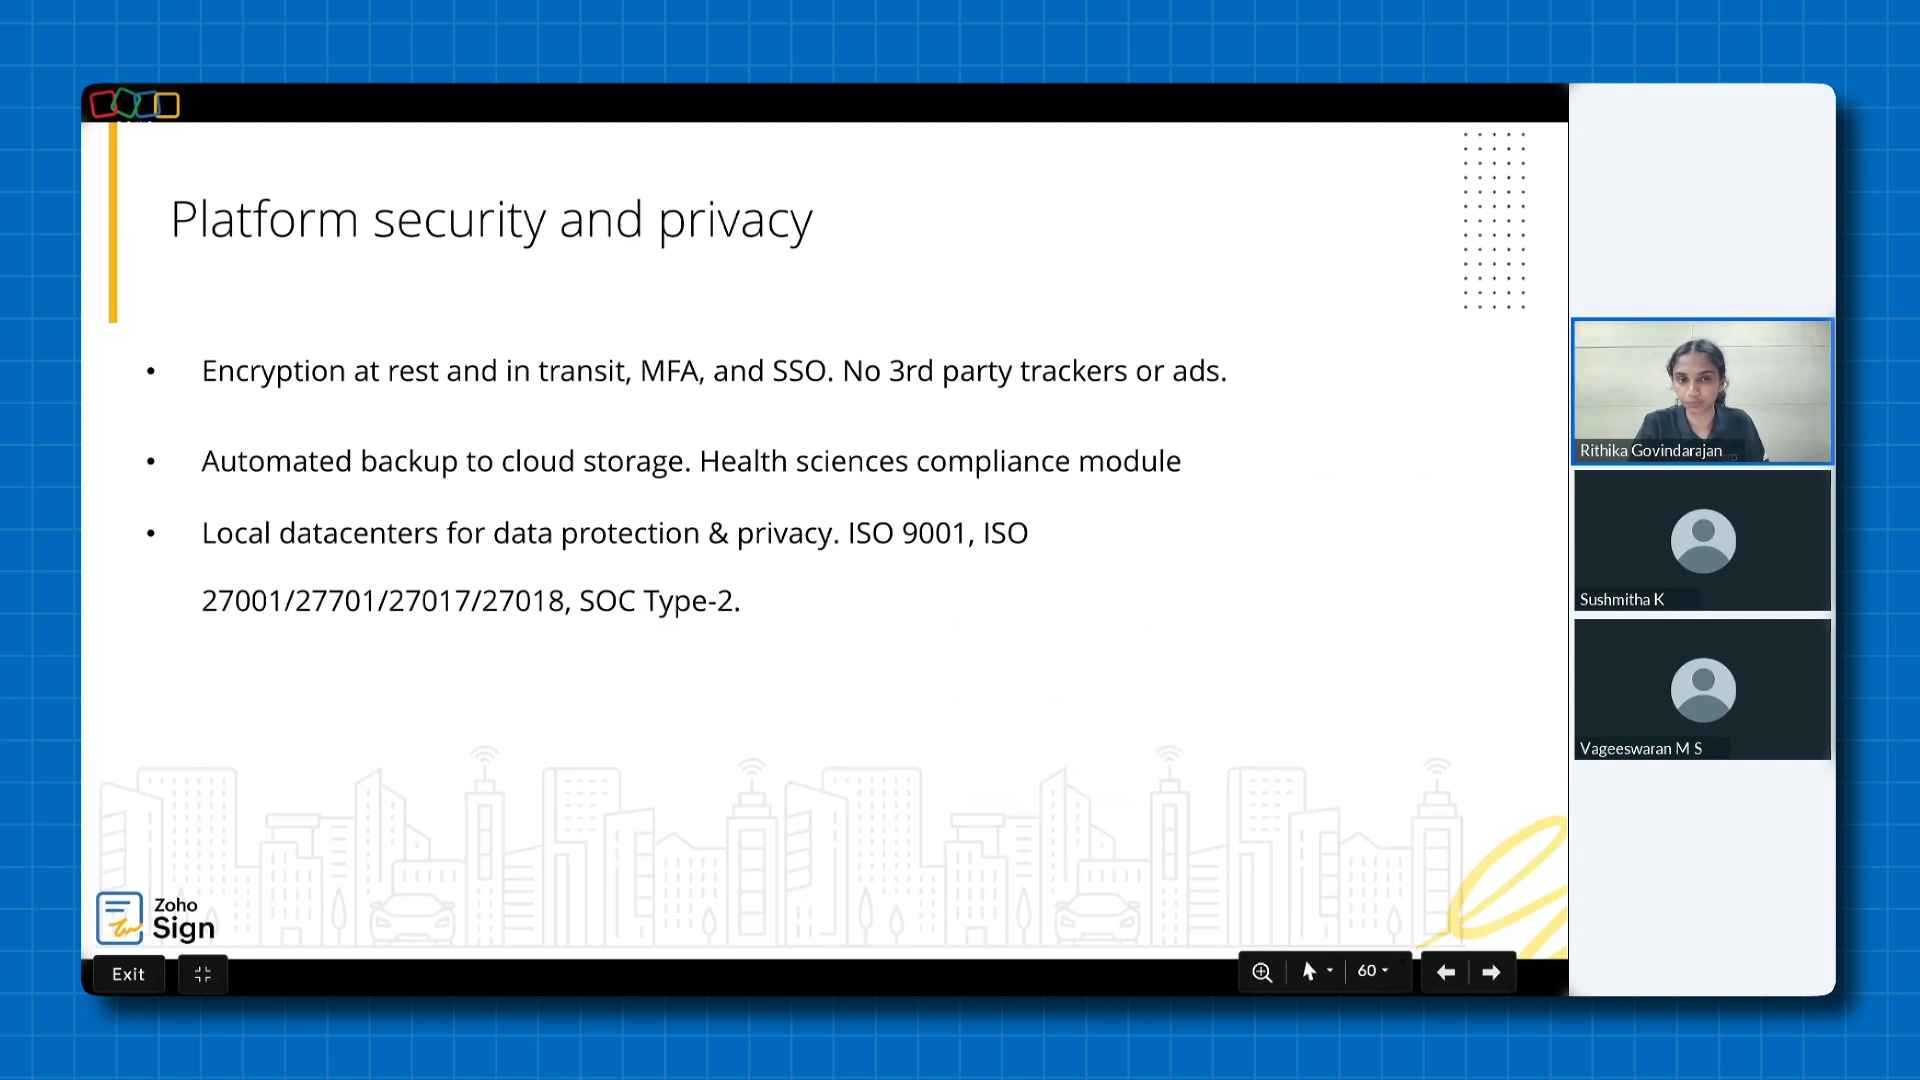 Platform security and privacy
• Encryption at rest and in transit, MFA, and SSO. No 3rd party trackers or ads.
• Automated backup to cloud storage. Health sciences compliance module
• Local datacenters for data protection & privacy. ISO 9001, ISO
27001/27701/27017/27018, SOC Type-2.
Zoho
Sign
Exit
60
Rithika Govindarajan
Sushmitha K
Vageeswaran M S